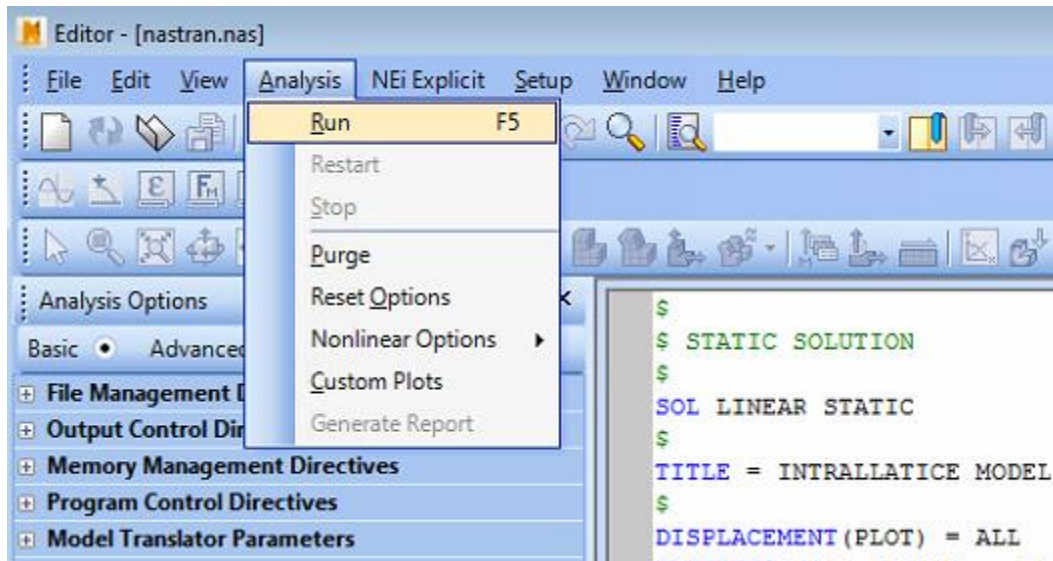 Editor - [nastran.nas]
File Edit View Analysis NEi Explicit Setup Window Help
Run F5
Restart
Stop
Purge
Reset Options
Nonlinear Options
Custom Plots
Generate Report
Analysis Options
Basic Advanced
File Management
Output Control Dir
Memory Management Directives
Program Control Directives
Model Translator Parameters
$
$ STATIC SOLUTION
$
SOL LINEAR STATIC
$
TITLE = INTRALLATICE MODEL
$
DISPLACEMENT(PLOT) = ALL